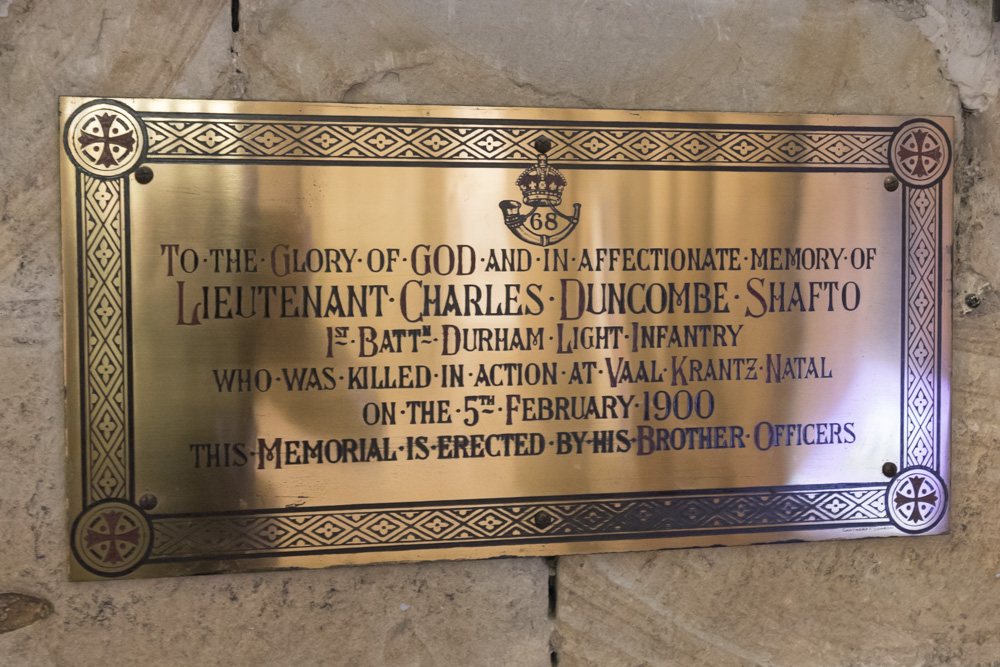 68
TO·THE·GLORY·OF·GOD·AND·IN·AFFECTIONATE·MEMORY·OF
LIEUTENANT·CHARLES·DUNCOMBE·SHAFTO
1ST·BATTN·DURHAM·LIGHT·INFANTRY
WHO·WAS·KILLED·IN·ACTION·AT·VAAL·KRANTZ·NATAL
ON·THE·5TH·FEBRUARY·1900
THIS·MEMORIAL·IS·ERECTED·BY·HIS·BROTHER·OFFICERS